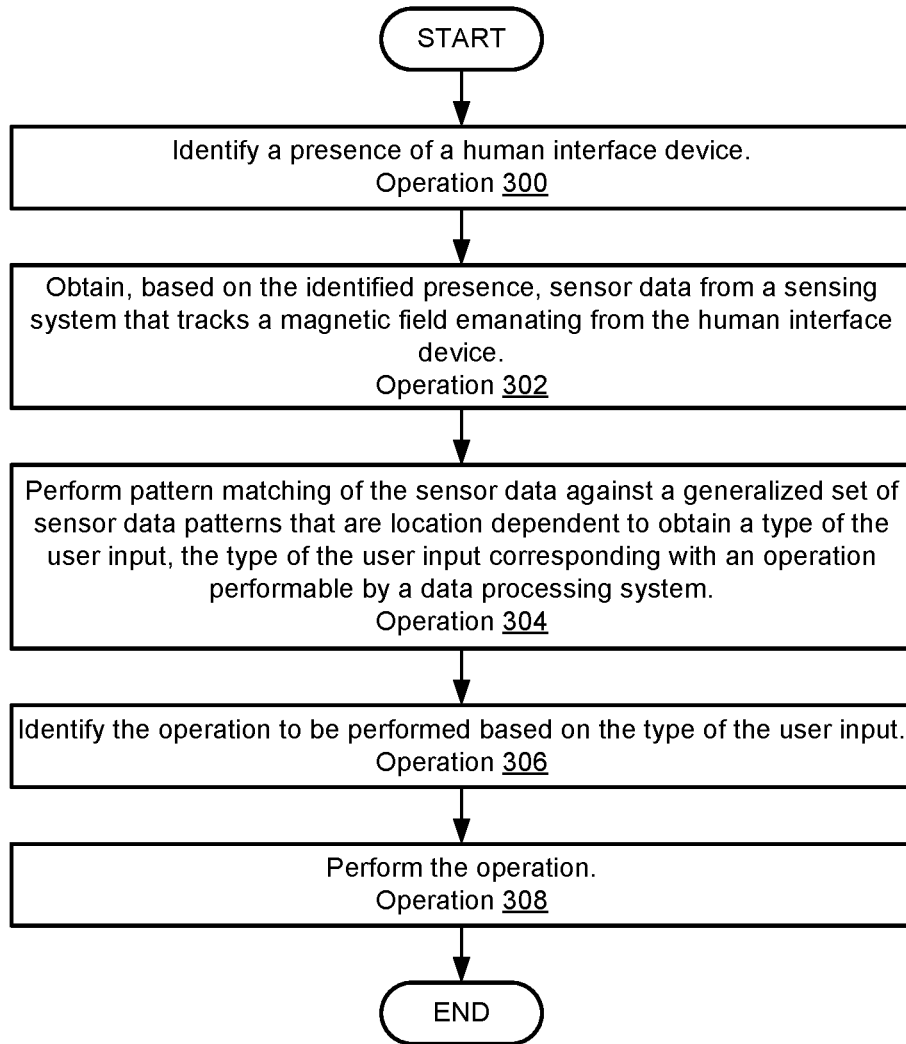 START
Identify a presence of a human interface device.
Operation 300
Obtain, based on the identified presence, sensor data from a sensing
system that tracks a magnetic field emanating from the human interface
device.
Operation 302
Perform pattern matching of the sensor data against a generalized set of
sensor data patterns that are location dependent to obtain a type of the
user input, the type of the user input corresponding with an operation
performable by a data processing system.
Operation 304
Identify the operation to be performed based on the type of the user input.
Operation 306
Perform the operation.
Operation 308
END